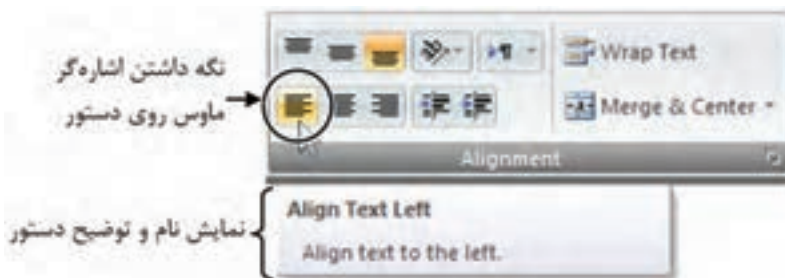 Wrap Text
نگه داشتن اشاره‌گر
ماوس روی دستور
Merge & Center
Alignment
Align Text Left
نمایش نام و توضیح دستور
Align text to the left.